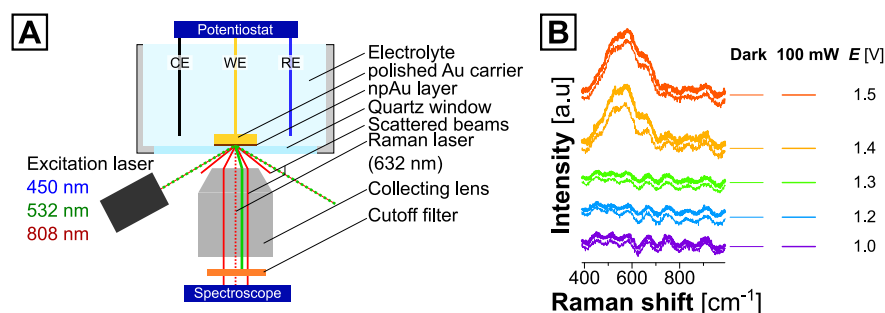 A
Potentiostat
CE
WE
RE
Electrolyte
polished Au carrier
npAu layer
Quartz window
Scattered beams
Raman laser
(632 nm)
Collecting lens
Cutoff filter
Excitation laser
450 nm
532 nm
808 nm
Spectroscope
B
Intensity [a.u]
Dark 100 mW E [V]
1.5
1.4
1.3
1.2
1.0
400 600 800
Raman shift [cm⁻¹]